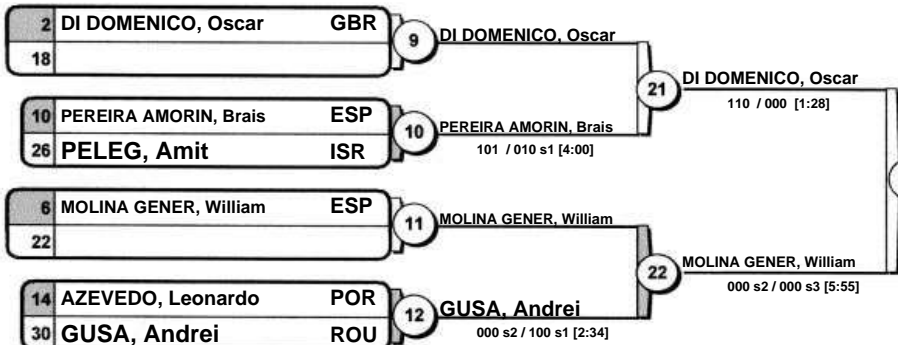 2 DI DOMENICO, Oscar GBR
18
9 DI DOMENICO, Oscar
10 PEREIRA AMORIN, Brais ESP
26 PELEG, Amit ISR
10 PEREIRA AMORIN, Brais
101 / 010 s1 [4:00]
21 DI DOMENICO, Oscar
110 / 000 [1:28]
6 MOLINA GENER, William ESP
22
11 MOLINA GENER, William
14 AZEVEDO, Leonardo POR
30 GUSA, Andrei ROU
12 GUSA, Andrei
000 s2 / 100 s1 [2:34]
22 MOLINA GENER, William
000 s2 / 000 s3 [5:55]